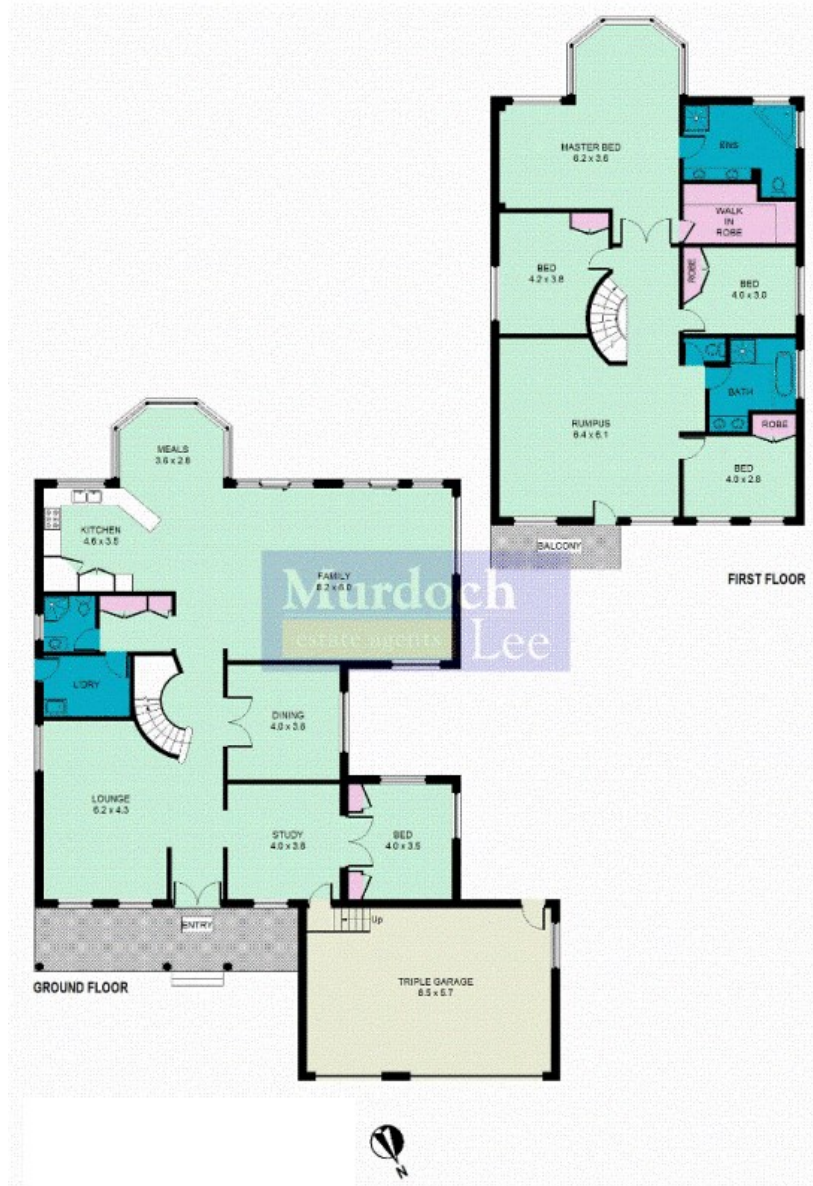 MASTER BED
6.2 x 3.6
ENS
WALK
IN
ROBE
BED
4.2 x 3.8
ROBE
BED
4.0 x 3.0
BATH
RUMPUS
6.4 x 6.1
ROBE
BED
4.0 x 2.8
BALCONY
FIRST FLOOR
MEALS
3.6 x 2.8
KITCHEN
4.6 x 3.5
FAMILY
8.2 x 6.0
Murdoch
estate agents
Lee
L'DRY
DINING
4.0 x 3.8
LOUNGE
6.2 x 4.3
STUDY
4.0 x 3.8
BED
4.0 x 3.5
ENTRY
Up
GROUND FLOOR
TRIPLE GARAGE
8.5 x 5.7
N